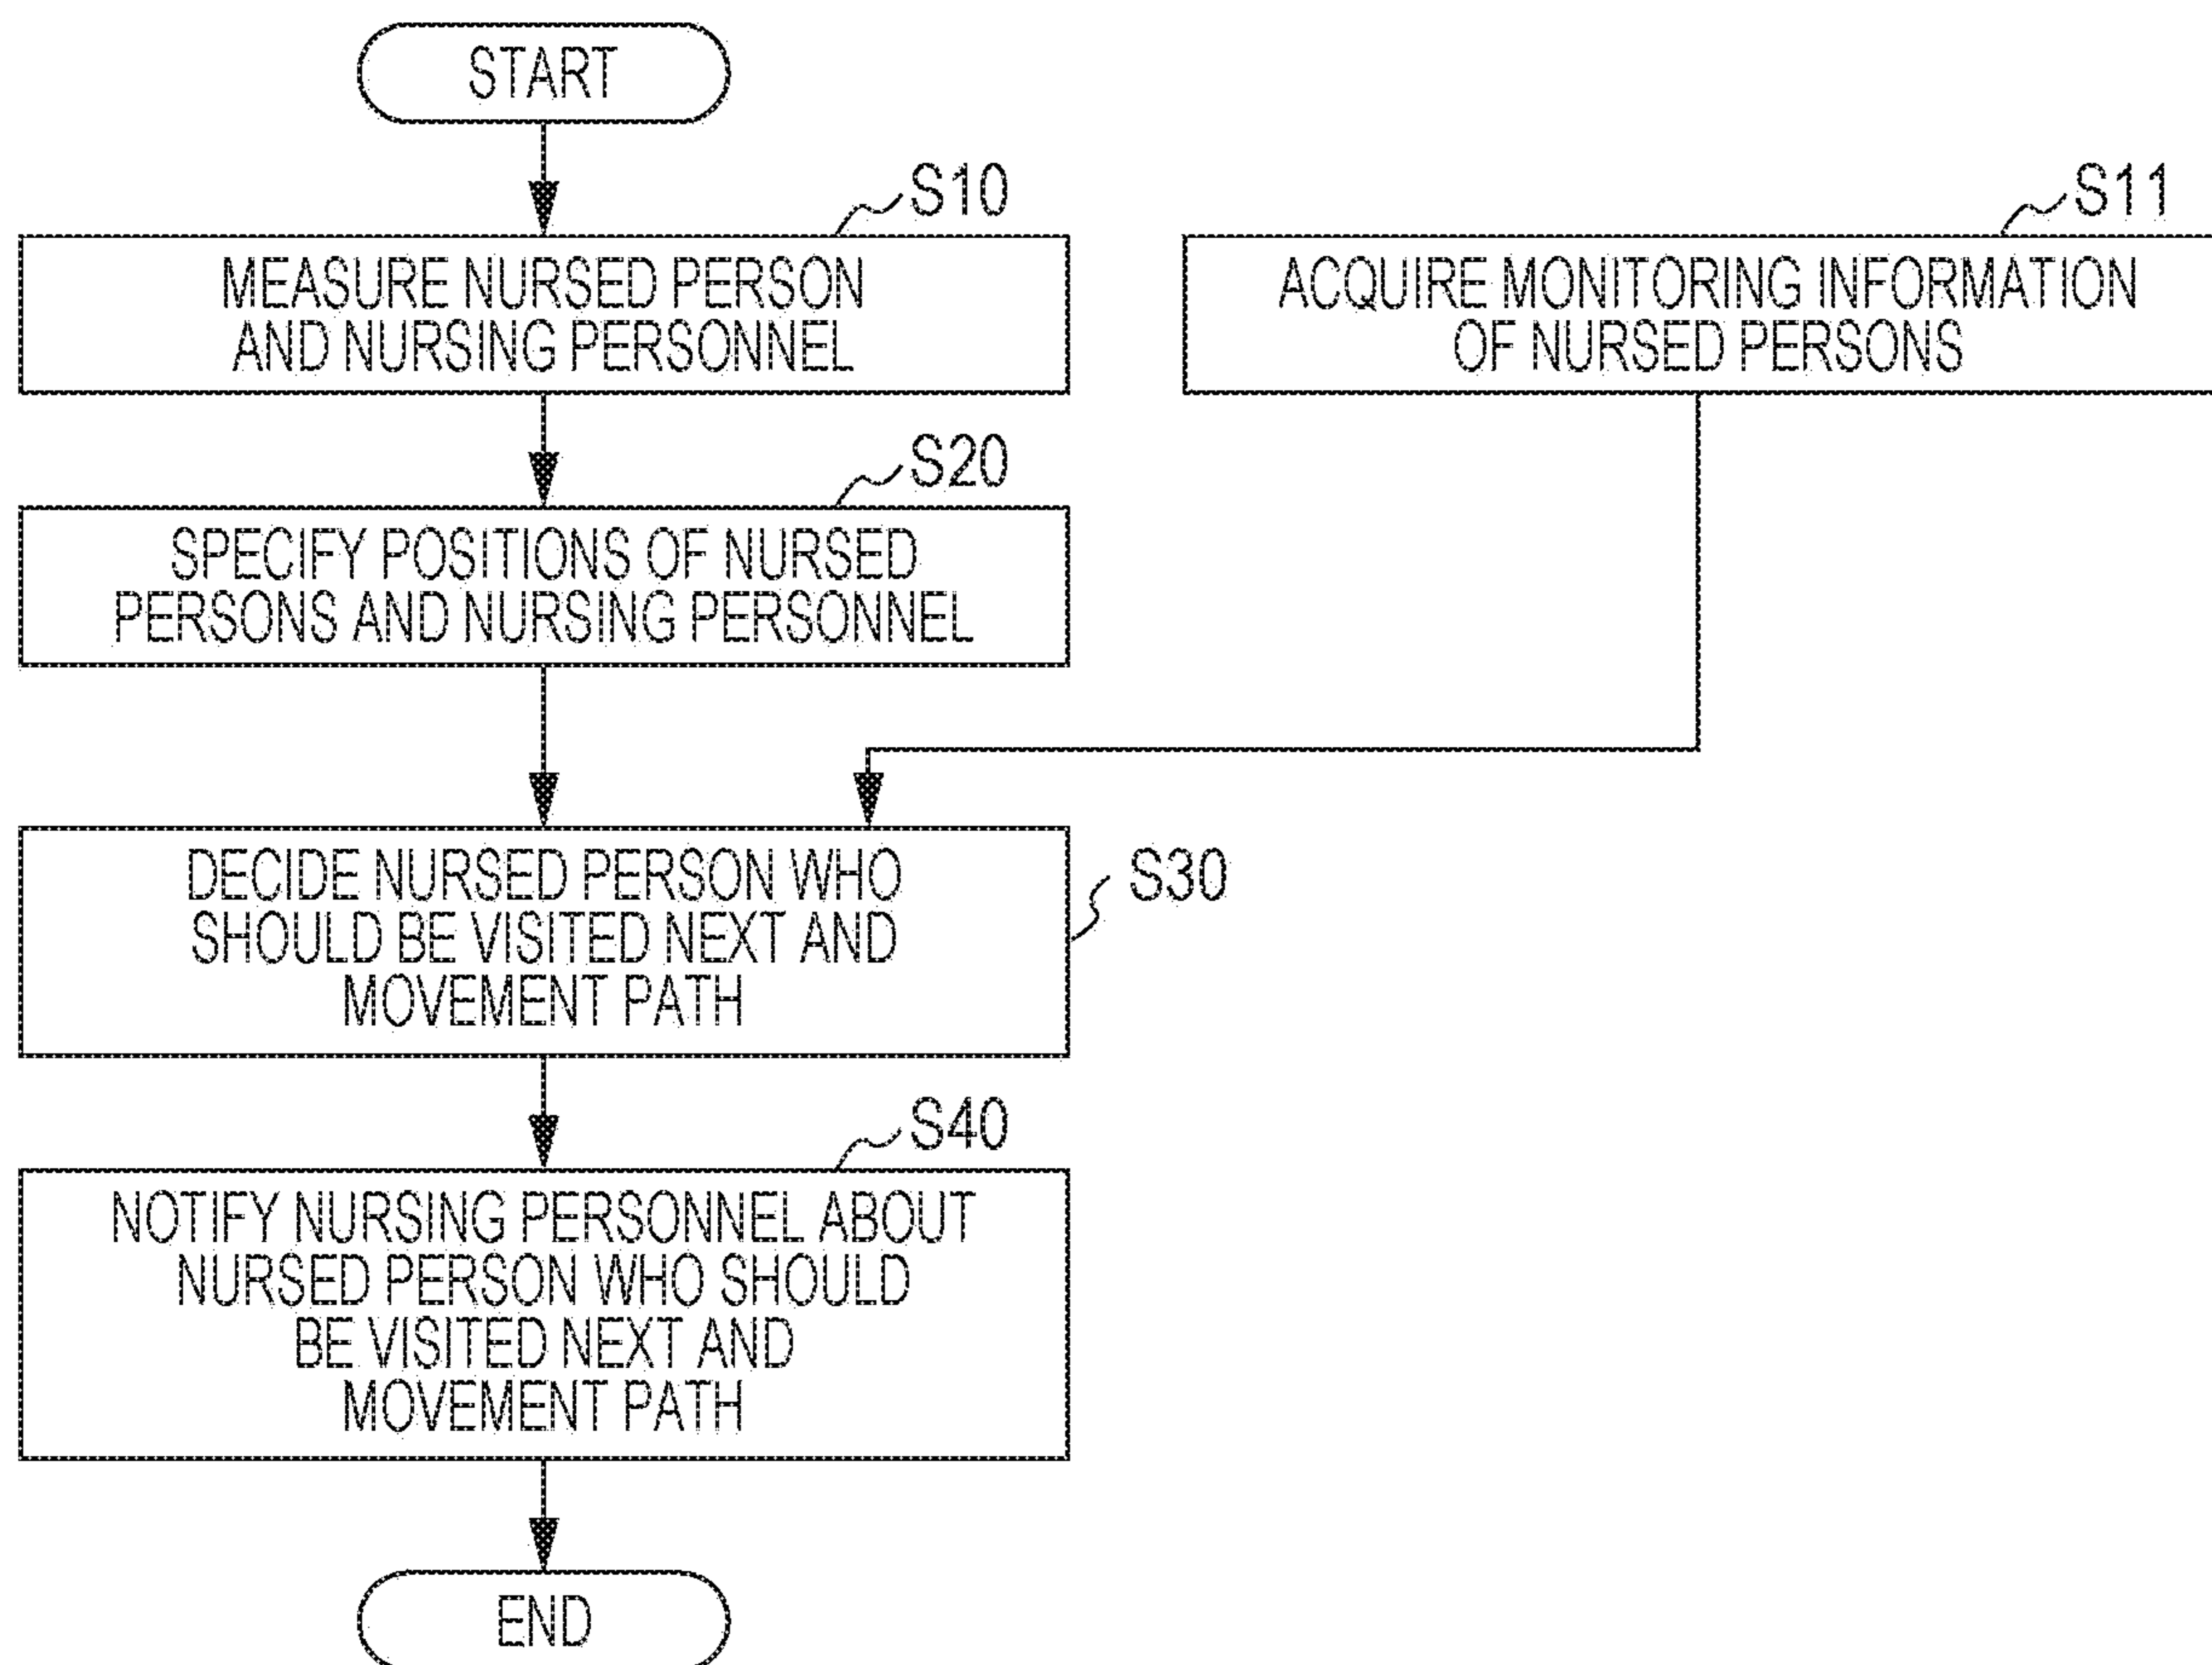 START
S10
MEASURE NURSED PERSON
AND NURSING PERSONNEL
S11
ACQUIRE MONITORING INFORMATION
OF NURSED PERSONS
S20
SPECIFY POSITIONS OF NURSED
PERSONS AND NURSING PERSONNEL
S30
DECIDE NURSED PERSON WHO
SHOULD BE VISITED NEXT AND
MOVEMENT PATH
S40
NOTIFY NURSING PERSONNEL ABOUT
NURSED PERSON WHO SHOULD
BE VISITED NEXT AND
MOVEMENT PATH
END